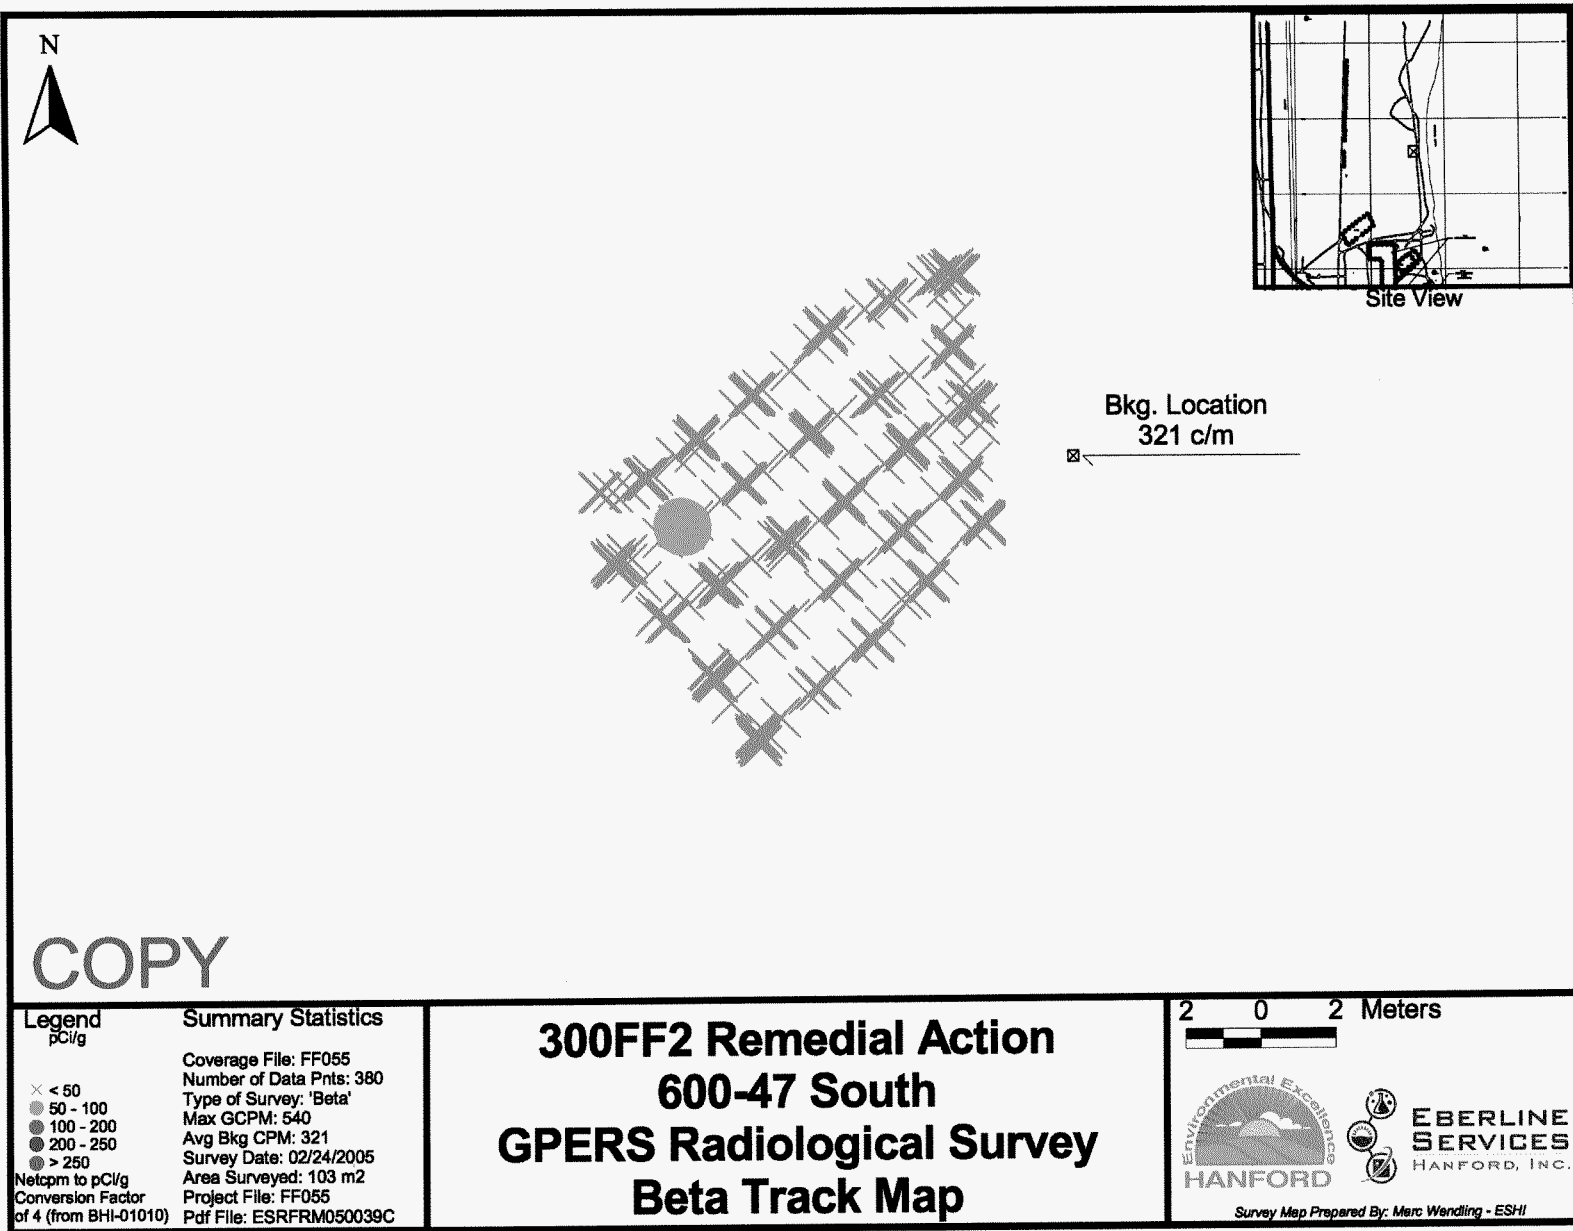 N
Site View
Bkg. Location
321 c/m
COPY
Legend
pCi/g
< 50
50 - 100
100 - 200
200 - 250
> 250
Netcpm to pCi/g
Conversion Factor
of 4 (from BHI-01010)
Summary Statistics
Coverage File: FF055
Number of Data Pnts: 380
Type of Survey: 'Beta'
Max GCPM: 540
Avg Bkg CPM: 321
Survey Date: 02/24/2005
Area Surveyed: 103 m2
Project File: FF055
Pdf File: ESRFRM050039C
300FF2 Remedial Action
600-47 South
GPERS Radiological Survey
Beta Track Map
2 0 2 Meters
Environmental Excellence
HANFORD
EBERLINE
SERVICES
HANFORD, INC.
Survey Map Prepared By: Marc Wendling - ESHI